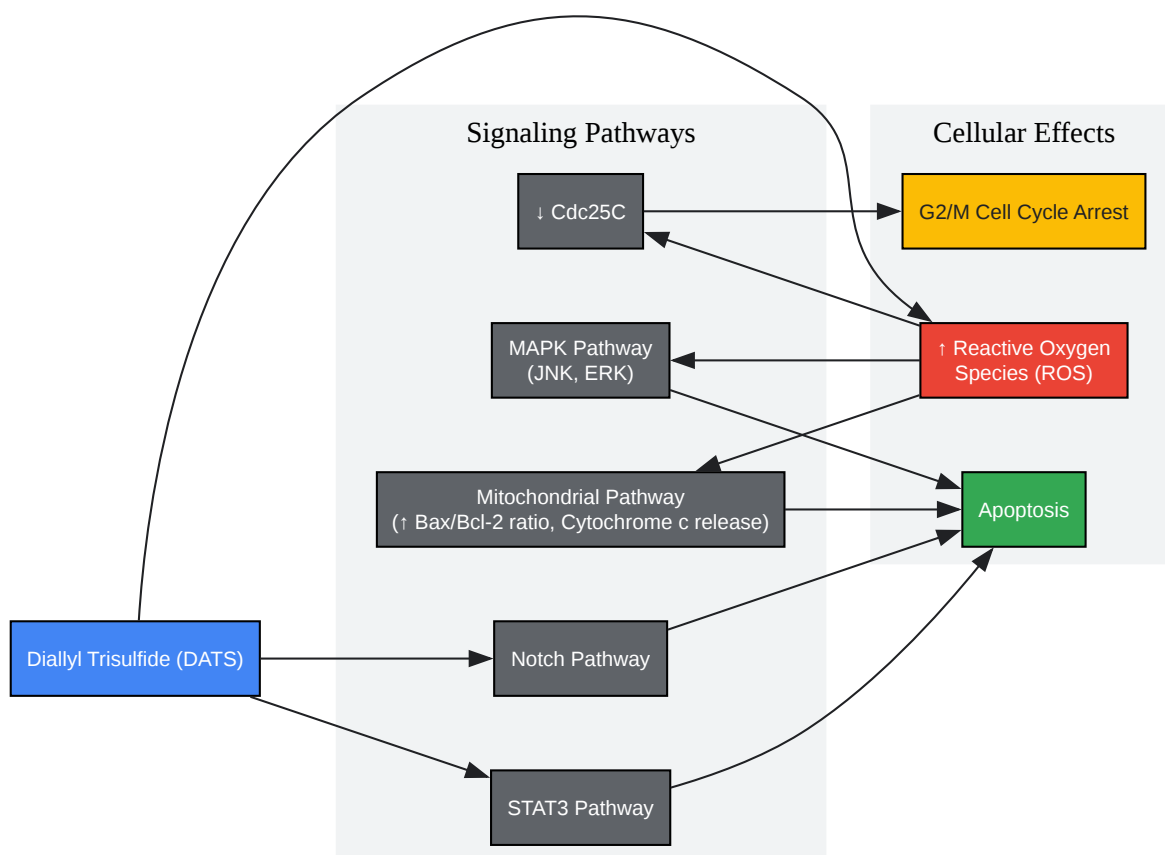 Signaling Pathways
Cellular Effects
↓ Cdc25C
G2/M Cell Cycle Arrest
MAPK Pathway
(JNK, ERK)
↑ Reactive Oxygen
Species (ROS)
Mitochondrial Pathway
(↑ Bax/Bcl-2 ratio, Cytochrome c release)
Apoptosis
Diallyl Trisulfide (DATS)
Notch Pathway
STAT3 Pathway